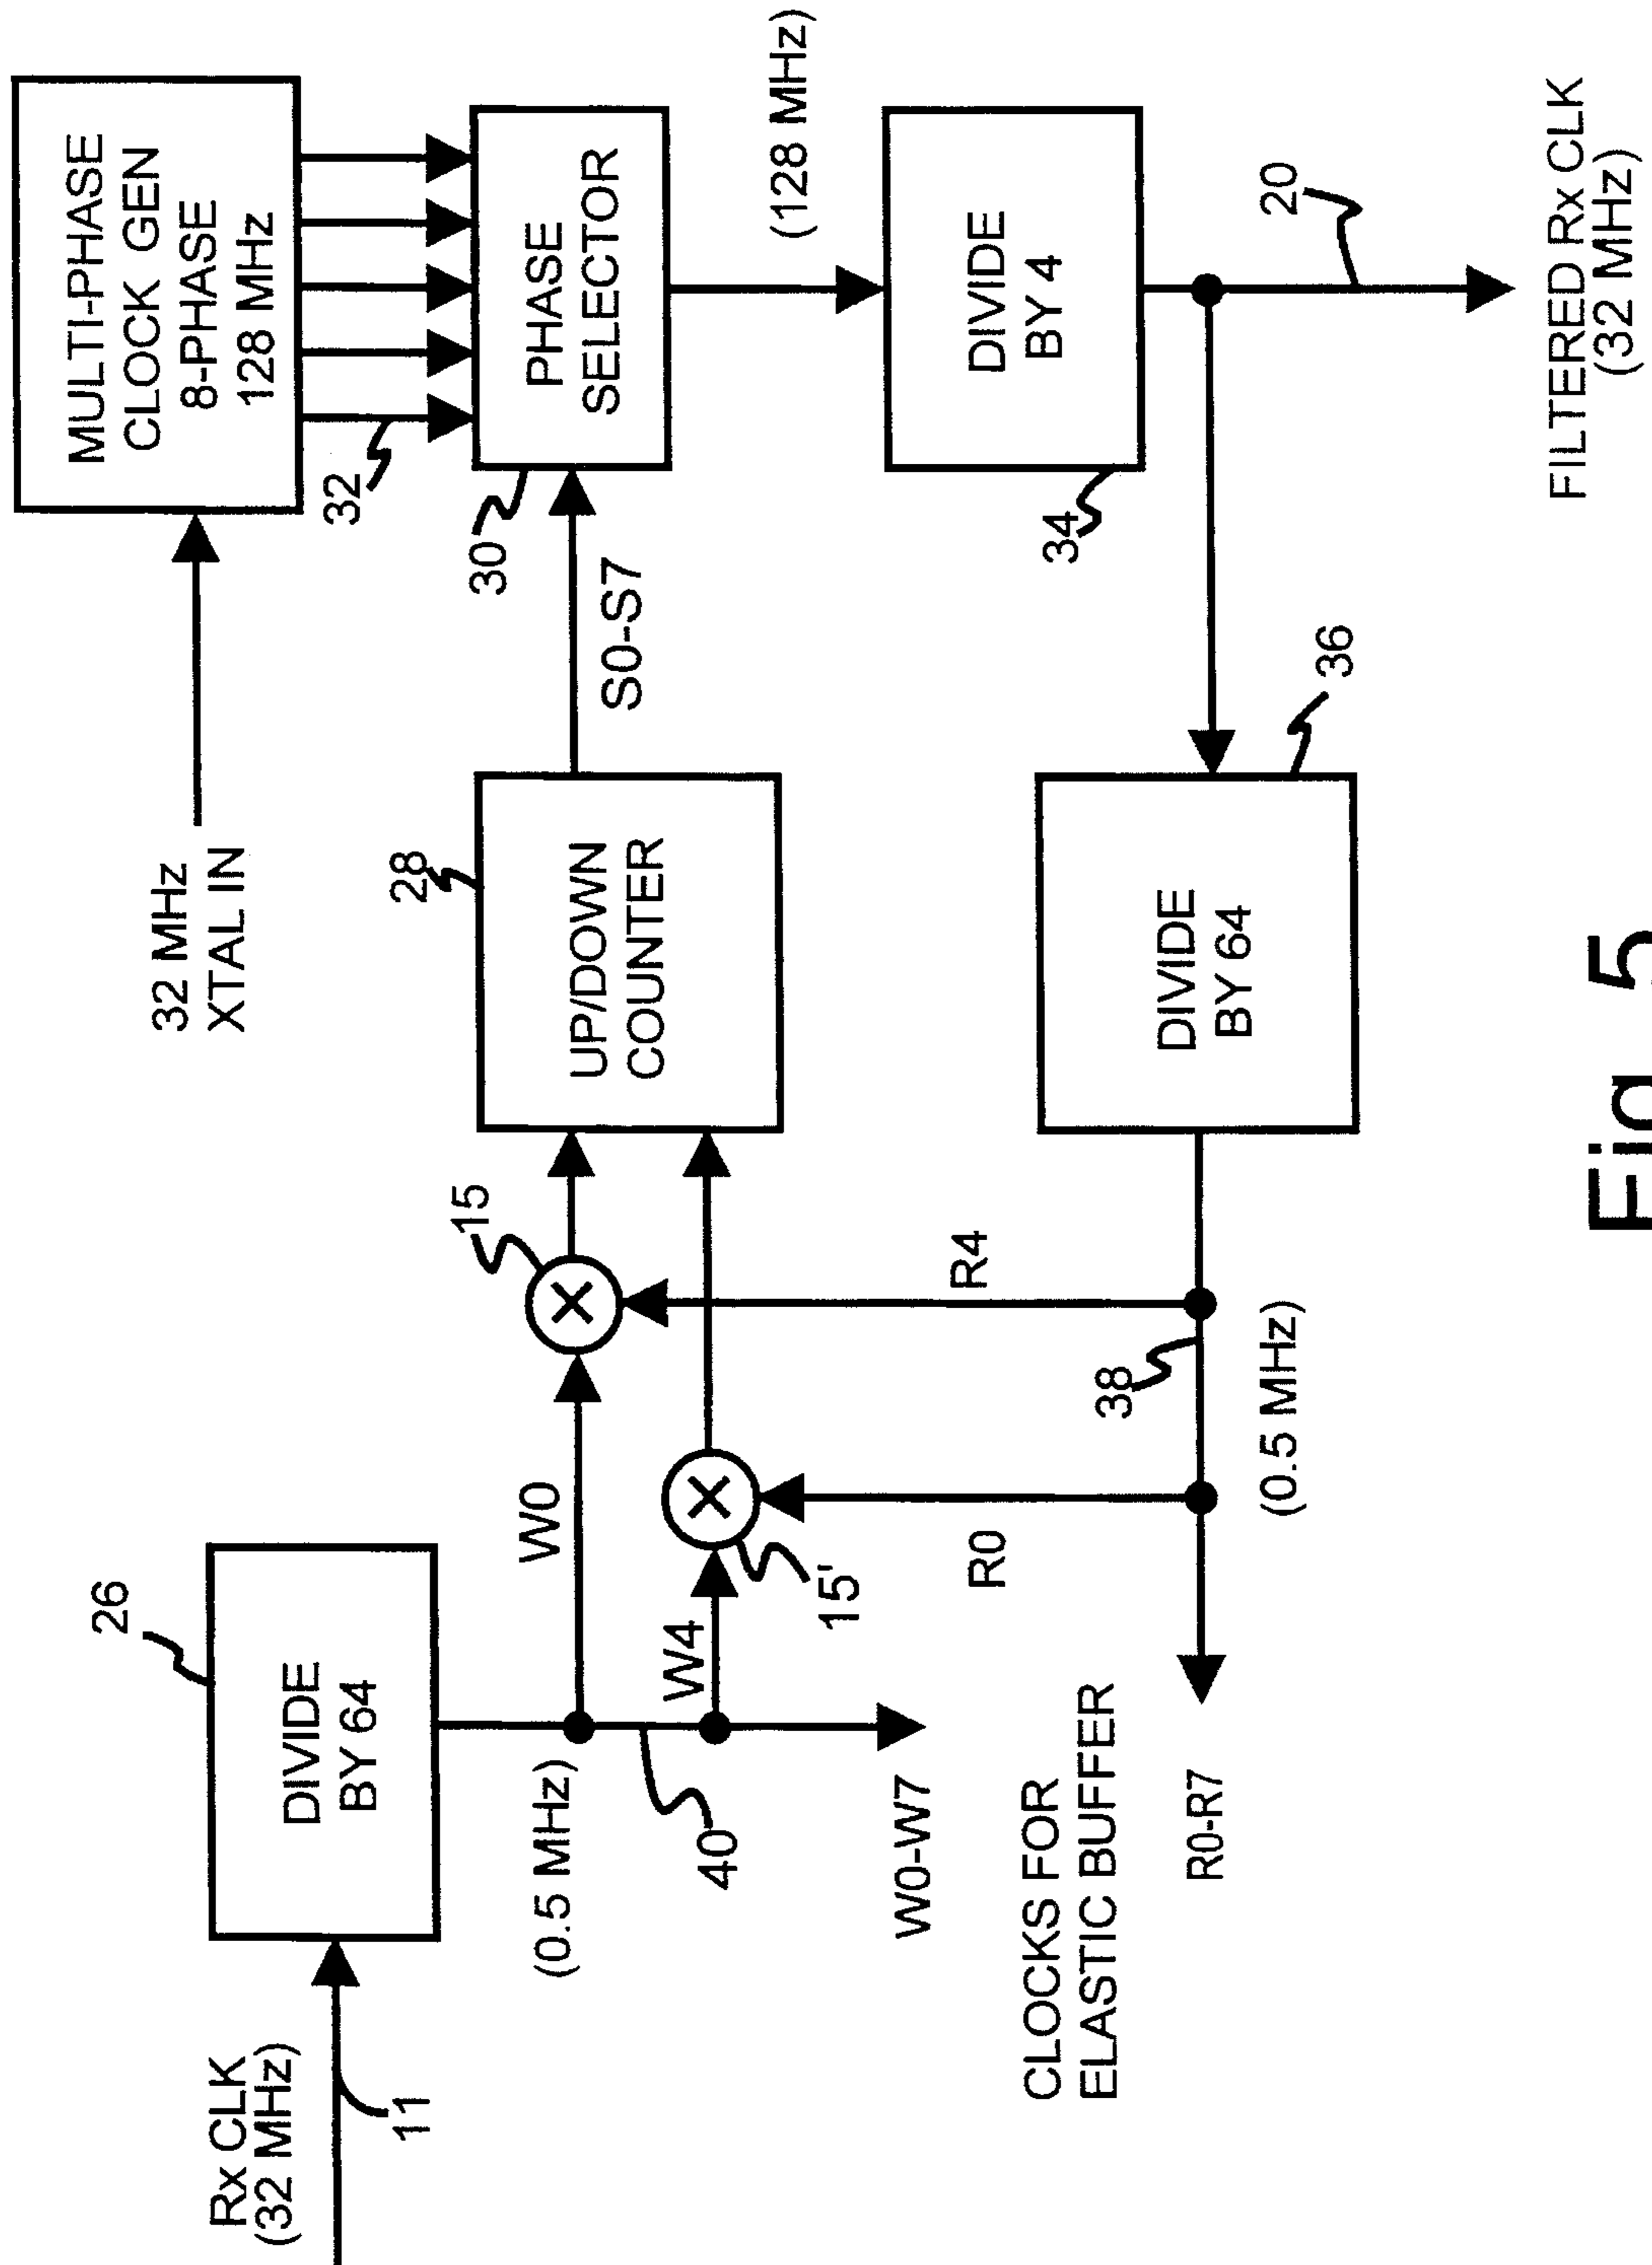 32 MHz
XTAL IN
MULTI-PHASE
CLOCK GEN
8-PHASE
128 MHz
32
Rx CLK
(32 MHz)
11
26
DIVIDE
BY 64
(0.5 MHz)
40
W0
W4
W0-W7
15
15'
28
UP/DOWN
COUNTER
S0-S7
30
PHASE
SELECTOR
(128 MHz)
34
DIVIDE
BY 4
20
FILTERED Rx CLK
(32 MHz)
36
DIVIDE
BY 64
R4
R0
38
(0.5 MHz)
CLOCKS FOR
ELASTIC BUFFER
R0-R7
Fig. 5